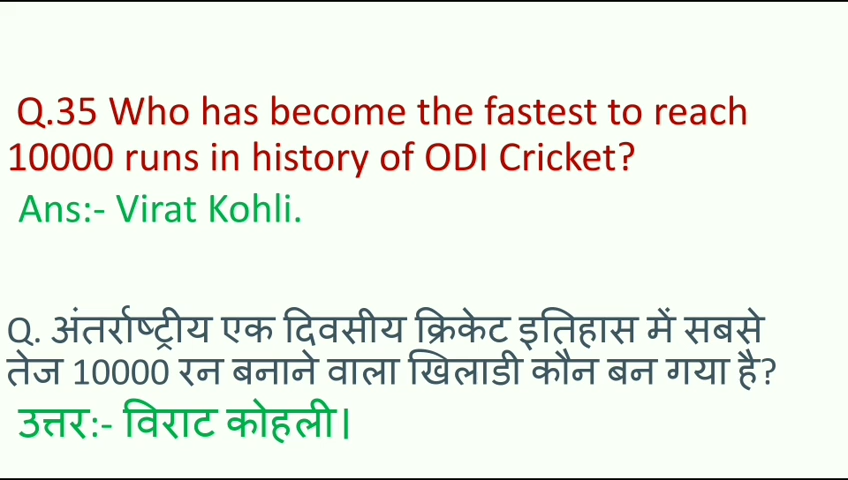 Q.35 Who has become the fastest to reach
10000 runs in history of ODI Cricket?
Ans:- Virat Kohli.
Q. अंतर्राष्ट्रीय एक दिवसीय क्रिकेट इतिहास में सबसे
तेज 10000 रन बनाने वाला खिलाडी कौन बन गया है?
उत्तर:- विराट कोहली।